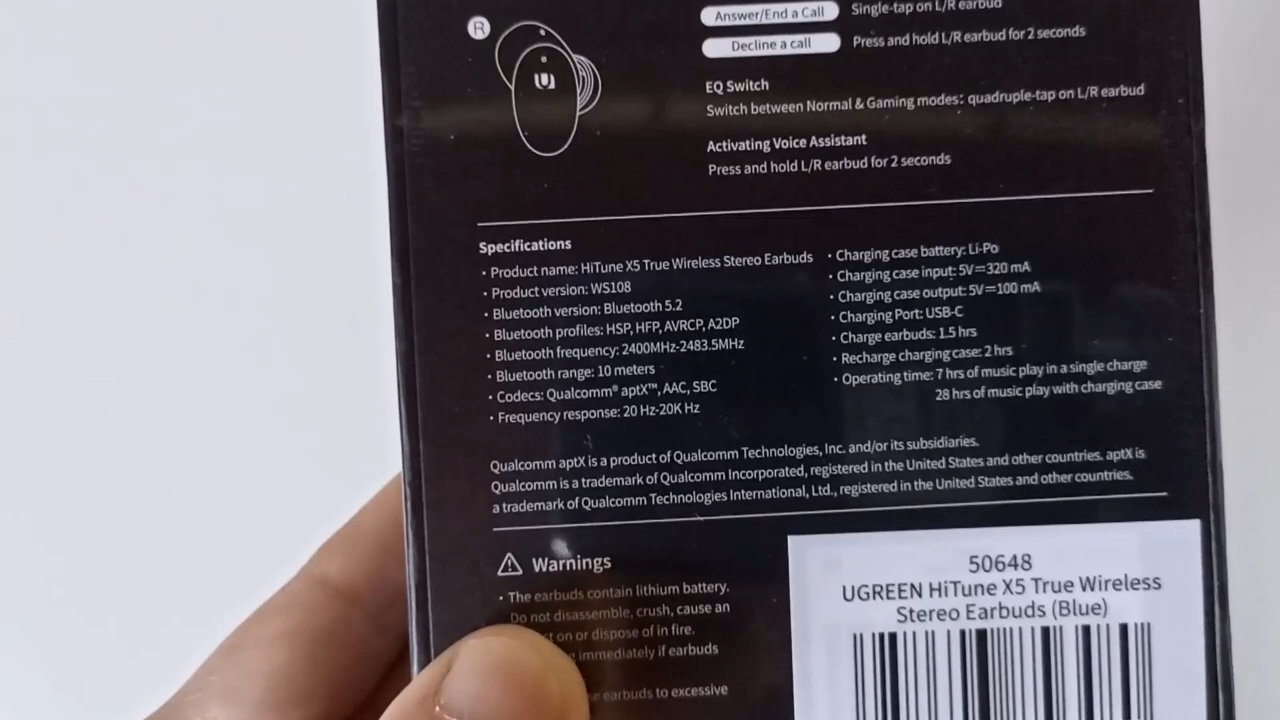 R
Answer/End a Call Single-tap on L/R earbud
Decline a call Press and hold L/R earbud for 2 seconds
EQ Switch
Switch between Normal & Gaming modes: quadruple-tap on L/R earbud
Activating Voice Assistant
Press and hold L/R earbud for 2 seconds
Specifications
• Product name: HiTune X5 True Wireless Stereo Earbuds
• Product version: WS108
• Bluetooth version: Bluetooth 5.2
• Bluetooth profiles: HSP, HFP, AVRCP, A2DP
• Bluetooth frequency: 2400MHz-2483.5MHz
• Bluetooth range: 10 meters
• Codecs: Qualcomm® aptX™, AAC, SBC
• Frequency response: 20 Hz-20K Hz
• Charging case battery: Li-Po
• Charging case input: 5V⎓320 mA
• Charging case output: 5V⎓100 mA
• Charging Port: USB-C
• Charge earbuds: 1.5 hrs
• Recharge charging case: 2 hrs
• Operating time: 7 hrs of music play in a single charge
28 hrs of music play with charging case
Qualcomm aptX is a product of Qualcomm Technologies, Inc. and/or its subsidiaries.
Qualcomm is a trademark of Qualcomm Incorporated, registered in the United States and other countries. aptX is
a trademark of Qualcomm Technologies International, Ltd., registered in the United States and other countries.
Warnings
• The earbuds contain lithium battery.
Do not disassemble, crush, cause an
on or dispose of in fire.
immediately if earbuds
earbuds to excessive
50648
UGREEN HiTune X5 True Wireless
Stereo Earbuds (Blue)